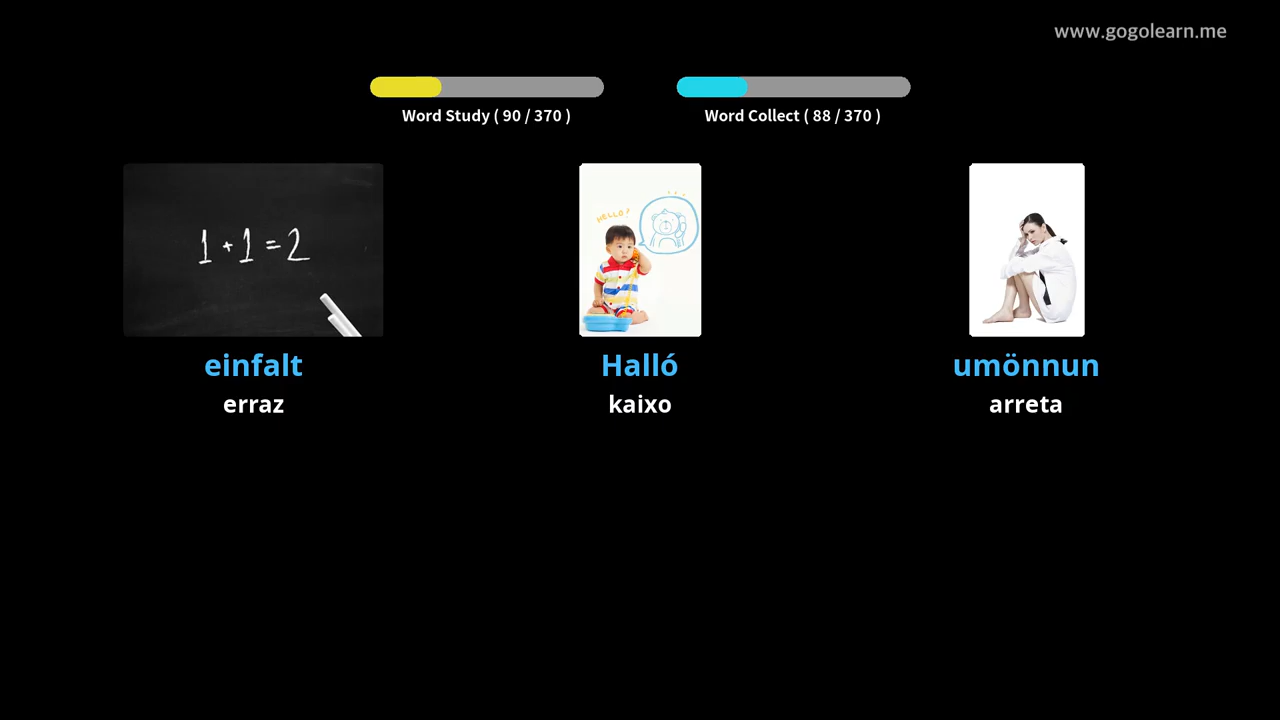 www.gogolearn.me
Word Study ( 90 / 370 )
Word Collect ( 88 / 370 )
1 + 1 = 2
HELLO?
einfalt
Halló
umönnun
erraz
kaixo
arreta